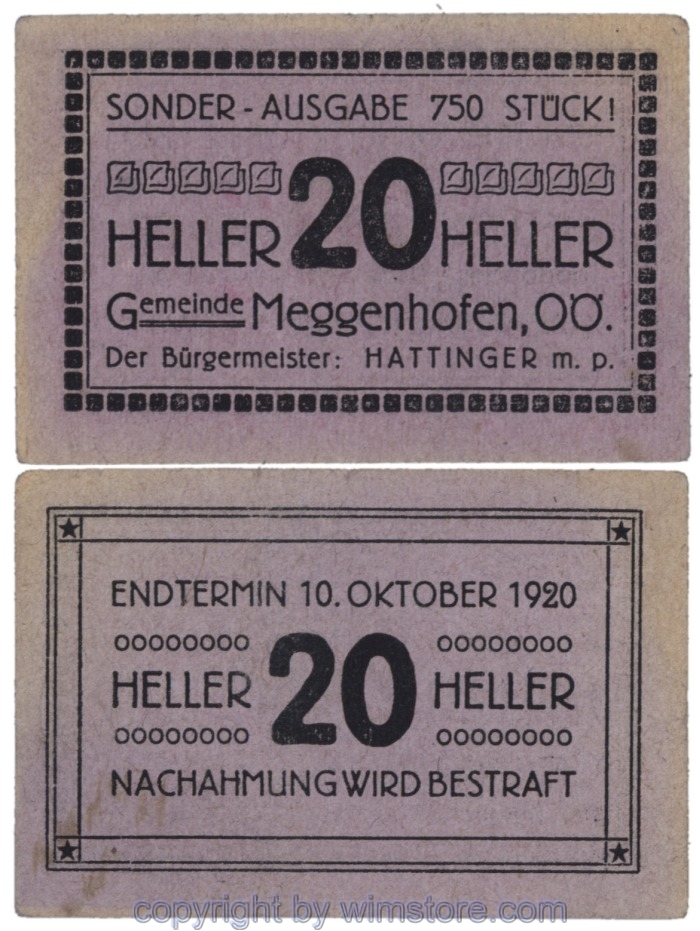 SONDER - AUSGABE 750 STÜCK!
HELLER 20 HELLER
Gemeinde Meggenhofen, OÖ.
Der Bürgermeister: HATTINGER m. p.
ENDTERMIN 10. OKTOBER 1920
oooooooo oooooooo
HELLER 20 HELLER
oooooooo oooooooo
NACHAHMUNG WIRD BESTRAFT
copyright by wimstore.com